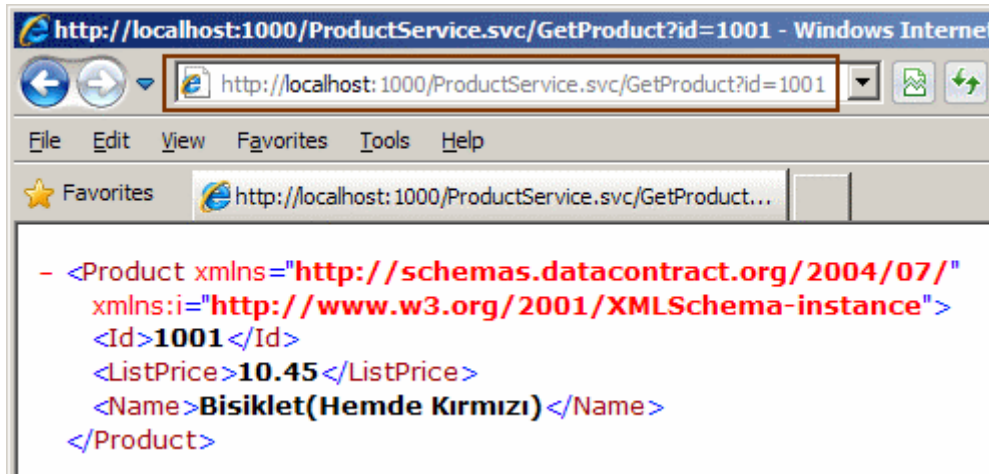 http://localhost:1000/ProductService.svc/GetProduct?id=1001 - Windows Interne
http://localhost:1000/ProductService.svc/GetProduct?id=1001
File Edit View Favorites Tools Help
Favorites http://localhost:1000/ProductService.svc/GetProduct...
- <Product xmlns="http://schemas.datacontract.org/2004/07/"
xmlns:i="http://www.w3.org/2001/XMLSchema-instance">
<Id>1001</Id>
<ListPrice>10.45</ListPrice>
<Name>Bisiklet(Hemde Kırmızı)</Name>
</Product>